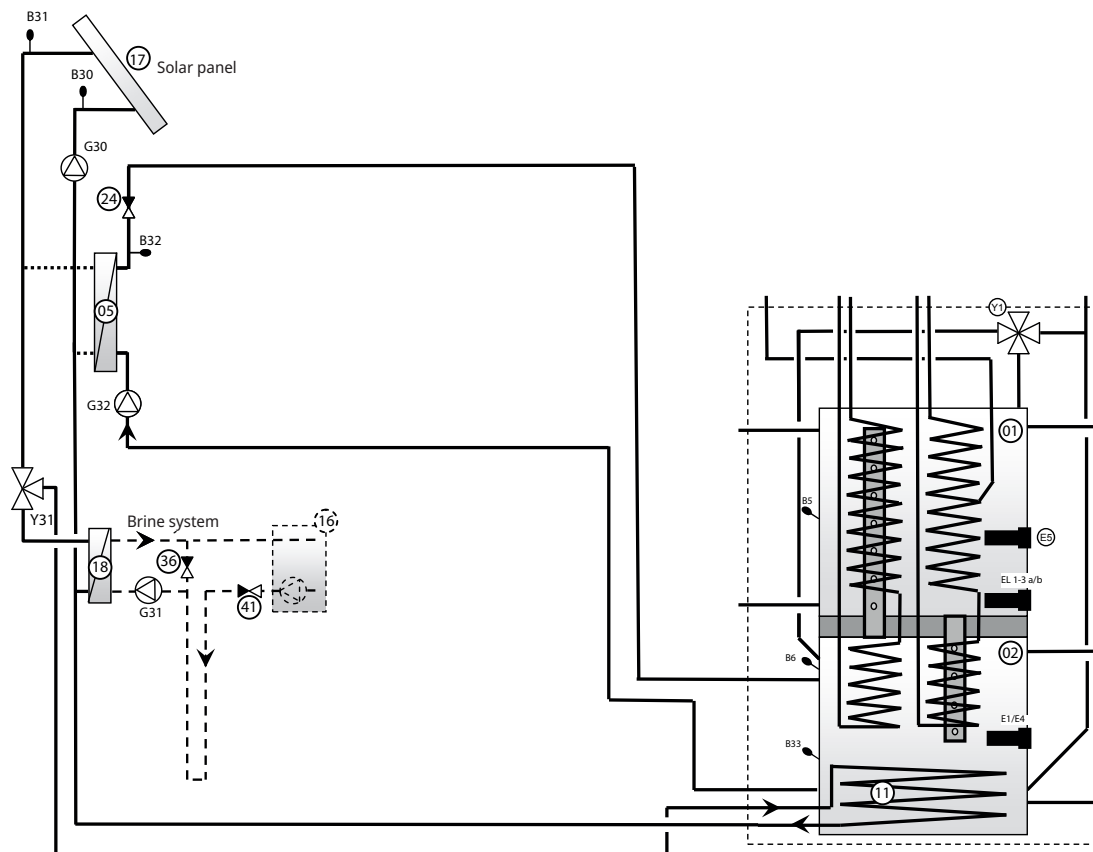 B31
17
Solar panel
B30
G30
24
B32
05
Y1
G32
01
B5
Y31
Brine system
16
E5
36
18
EL 1-3 a/b
G31
41
02
B6
E1/E4
B33
11